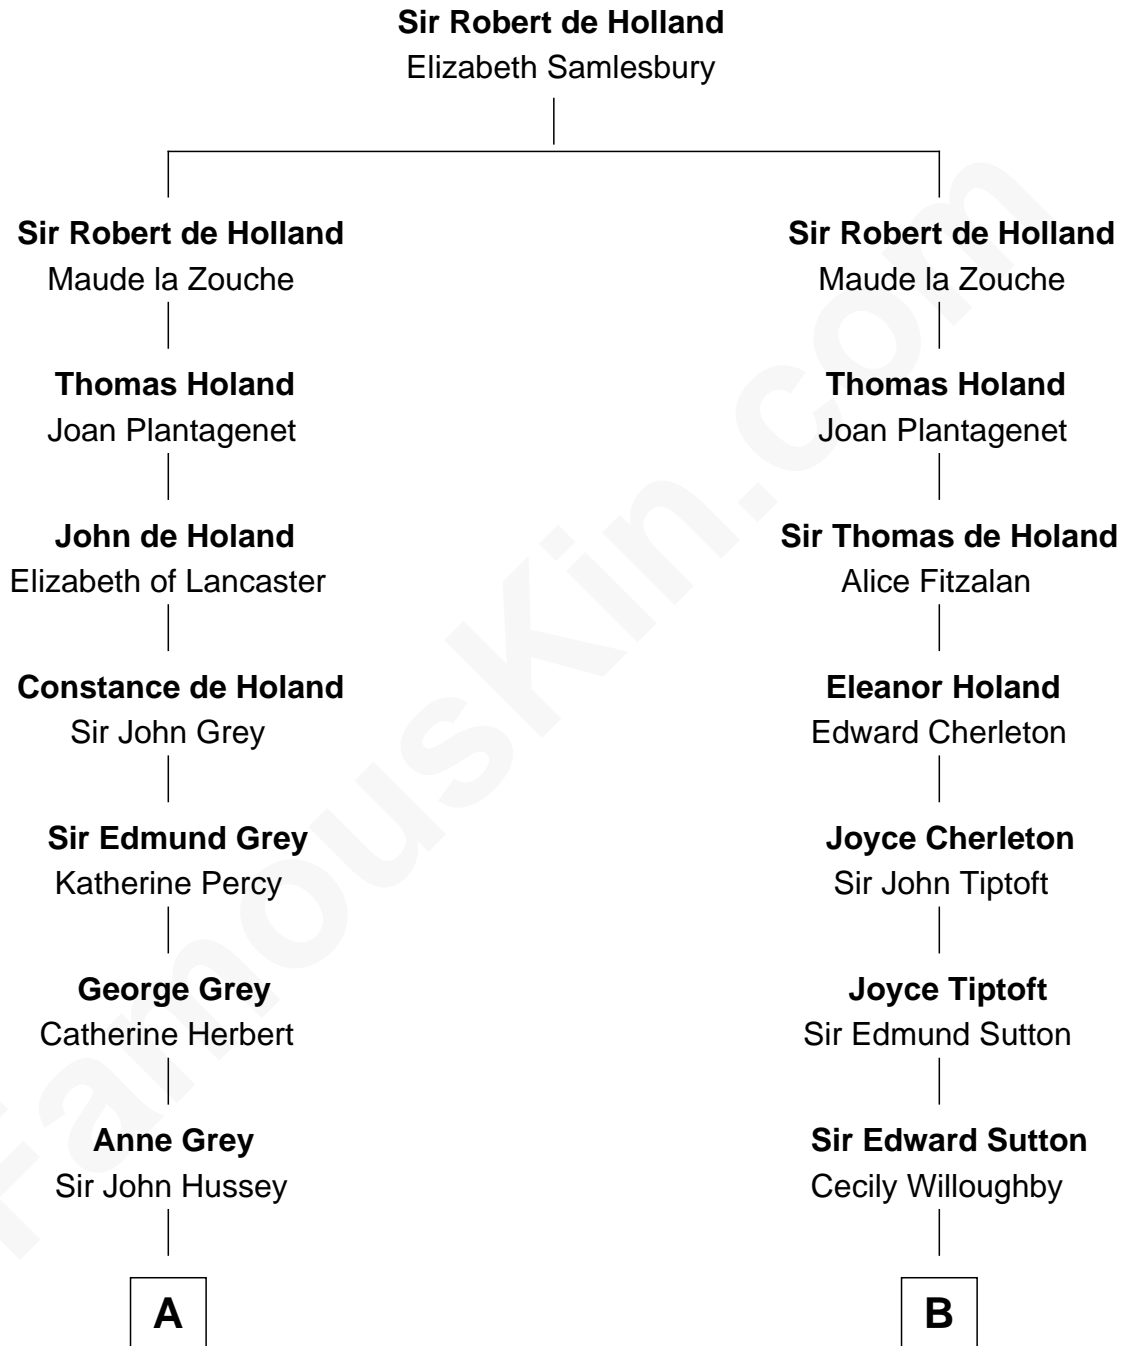 Sir Robert de Holland
Elizabeth Samlesbury
Sir Robert de Holland
Maude la Zouche
Thomas Holand
Joan Plantagenet
John de Holand
Elizabeth of Lancaster
Constance de Holand
Sir John Grey
Sir Edmund Grey
Katherine Percy
George Grey
Catherine Herbert
Anne Grey
Sir John Hussey
A
Sir Robert de Holland
Maude la Zouche
Thomas Holand
Joan Plantagenet
Sir Thomas de Holand
Alice Fitzalan
Eleanor Holand
Edward Cherleton
Joyce Cherleton
Sir John Tiptoft
Joyce Tiptoft
Sir Edmund Sutton
Sir Edward Sutton
Cecily Willoughby
B
FamousKin.com